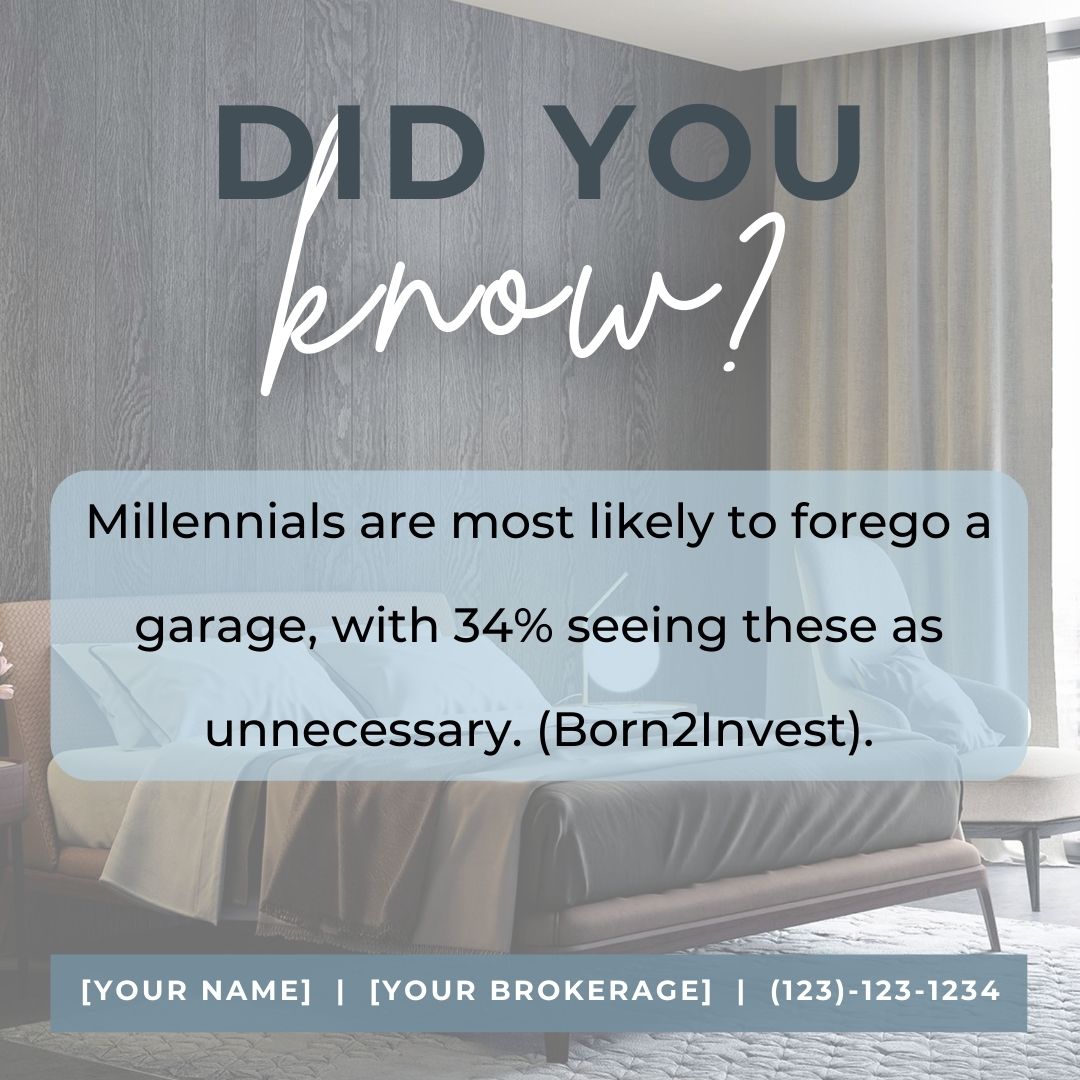 DID YOU
know?
Millennials are most likely to forego a
garage, with 34% seeing these as
unnecessary. (Born2Invest).
[YOUR NAME] | [YOUR BROKERAGE] | (123)-123-1234